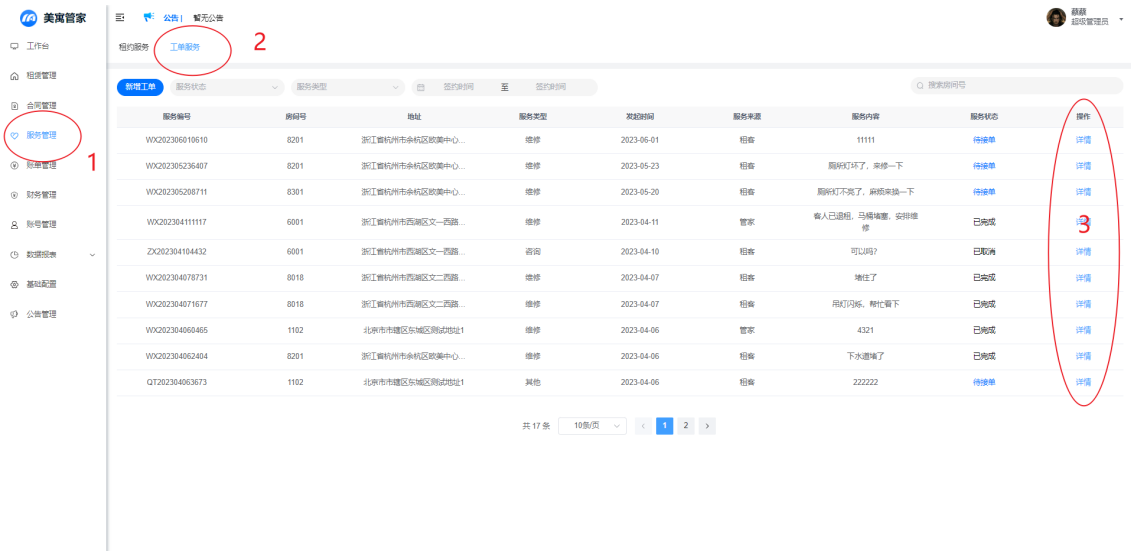 美寓管家
公告 | 暂无公告
蘑蘑
超级管理员
工作台
租约服务 工单服务 2
租赁管理
新增工单 服务状态 服务类型 签约时间 至 签约时间 搜索房间号
合同管理
服务编号 房间号 地址 服务类型 发起时间 服务来源 服务内容 服务状态 操作
服务管理
1
WX202306010610 8201 浙江省杭州市余杭区欧美中心... 维修 2023-06-01 租客 11111 待接单 详情
账单管理
WX202305236407 8201 浙江省杭州市余杭区欧美中心... 维修 2023-05-23 租客 厕所灯坏了，来修一下 待接单 详情
财务管理
WX202305208711 8301 浙江省杭州市余杭区欧美中心... 维修 2023-05-20 租客 厕所灯不亮了，麻烦来换一下 待接单 详情
账号管理
WX202304111117 6001 浙江省杭州市西湖区文一西路... 维修 2023-04-11 管家 客人已退租，马桶堵塞、安排维修 已完成 详情
3
数据报表
ZX202304104432 6001 浙江省杭州市西湖区文一西路... 咨询 2023-04-10 租客 可以吗? 已取消 详情
基础配置
WX202304078731 8018 浙江省杭州市西湖区文二西路... 维修 2023-04-07 租客 堵住了 已完成 详情
公告管理
WX202304071677 8018 浙江省杭州市西湖区文二西路... 维修 2023-04-07 租客 吊灯闪烁，帮忙看下 已完成 详情
WX202304060465 1102 北京市市辖区东城区测试地址1 维修 2023-04-06 管家 4321 已完成 详情
WX202304062404 8201 浙江省杭州市余杭区欧美中心... 维修 2023-04-06 租客 下水道堵了 已完成 详情
QT202304063673 1102 北京市市辖区东城区测试地址1 其他 2023-04-06 租客 222222 待接单 详情
共 17 条 10条/页 1 2